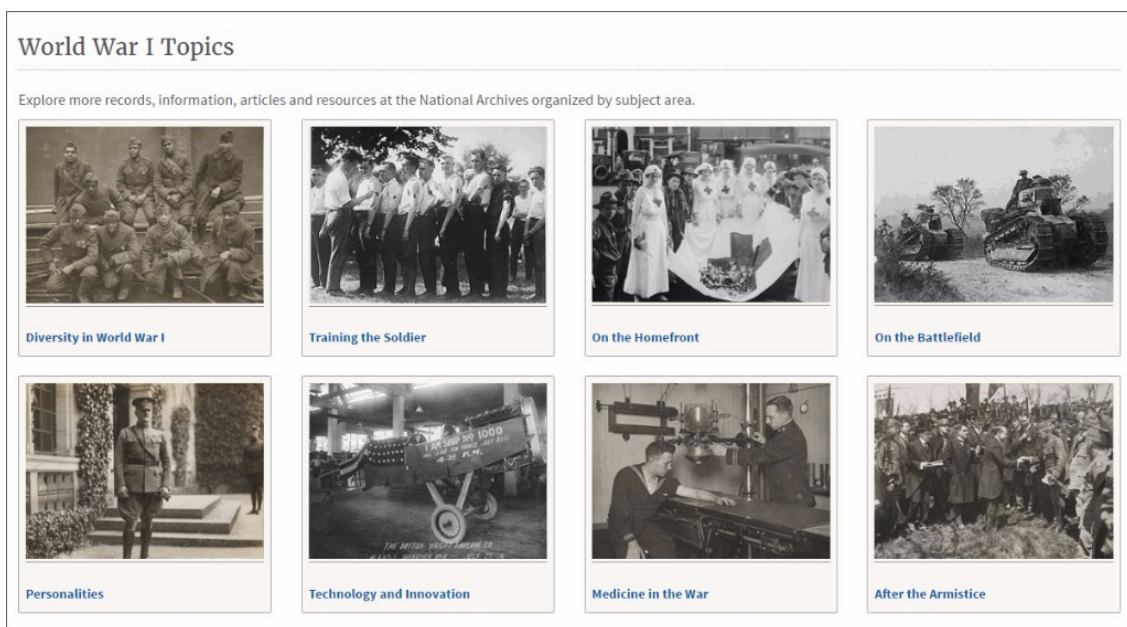 World War I Topics
Explore more records, information, articles and resources at the National Archives organized by subject area.
Diversity in World War I
Training the Soldier
On the Homefront
On the Battlefield
I AM SHIP NO 1000
4:30 P.M.
THE DAYTON WRIGHT AIRPLANE CO
Personalities
Technology and Innovation
Medicine in the War
After the Armistice